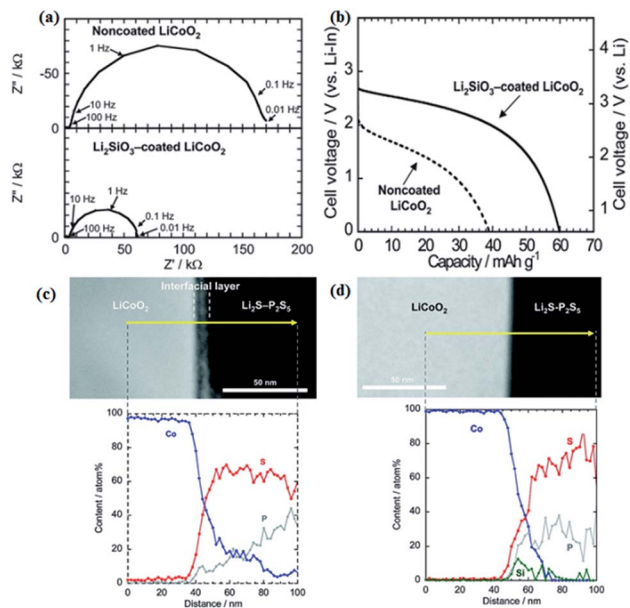 (a)
Noncoated LiCoO₂
1 Hz
0.1 Hz
10 Hz
100 Hz
0.01 Hz
-50
0
Z'' / kΩ
Li₂SiO₃–coated LiCoO₂
10 Hz
1 Hz
0.1 Hz
100 Hz
0.01 Hz
-50
0
Z'' / kΩ
0 50 100 150 200
Z' / kΩ
(b)
Cell voltage / V (vs. Li-In)
3
2
1
0
Li₂SiO₃–coated LiCoO₂
Noncoated
LiCoO₂
4
3
2
1
Cell voltage / V (vs. Li)
0 10 20 30 40 50 60 70
Capacity / mAh g⁻¹
(c)
Interfacial layer
LiCoO₂
Li₂S–P₂S₅
50 nm
Content / atom%
100
80
60
40
20
0
Co
S
P
0 20 40 60 80 100
Distance / nm
(d)
LiCoO₂
Li₂S-P₂S₅
50 nm
Content / atom%
100
80
60
40
20
0
Co
S
P
Si
0 20 40 60 80 100
Distance / nm